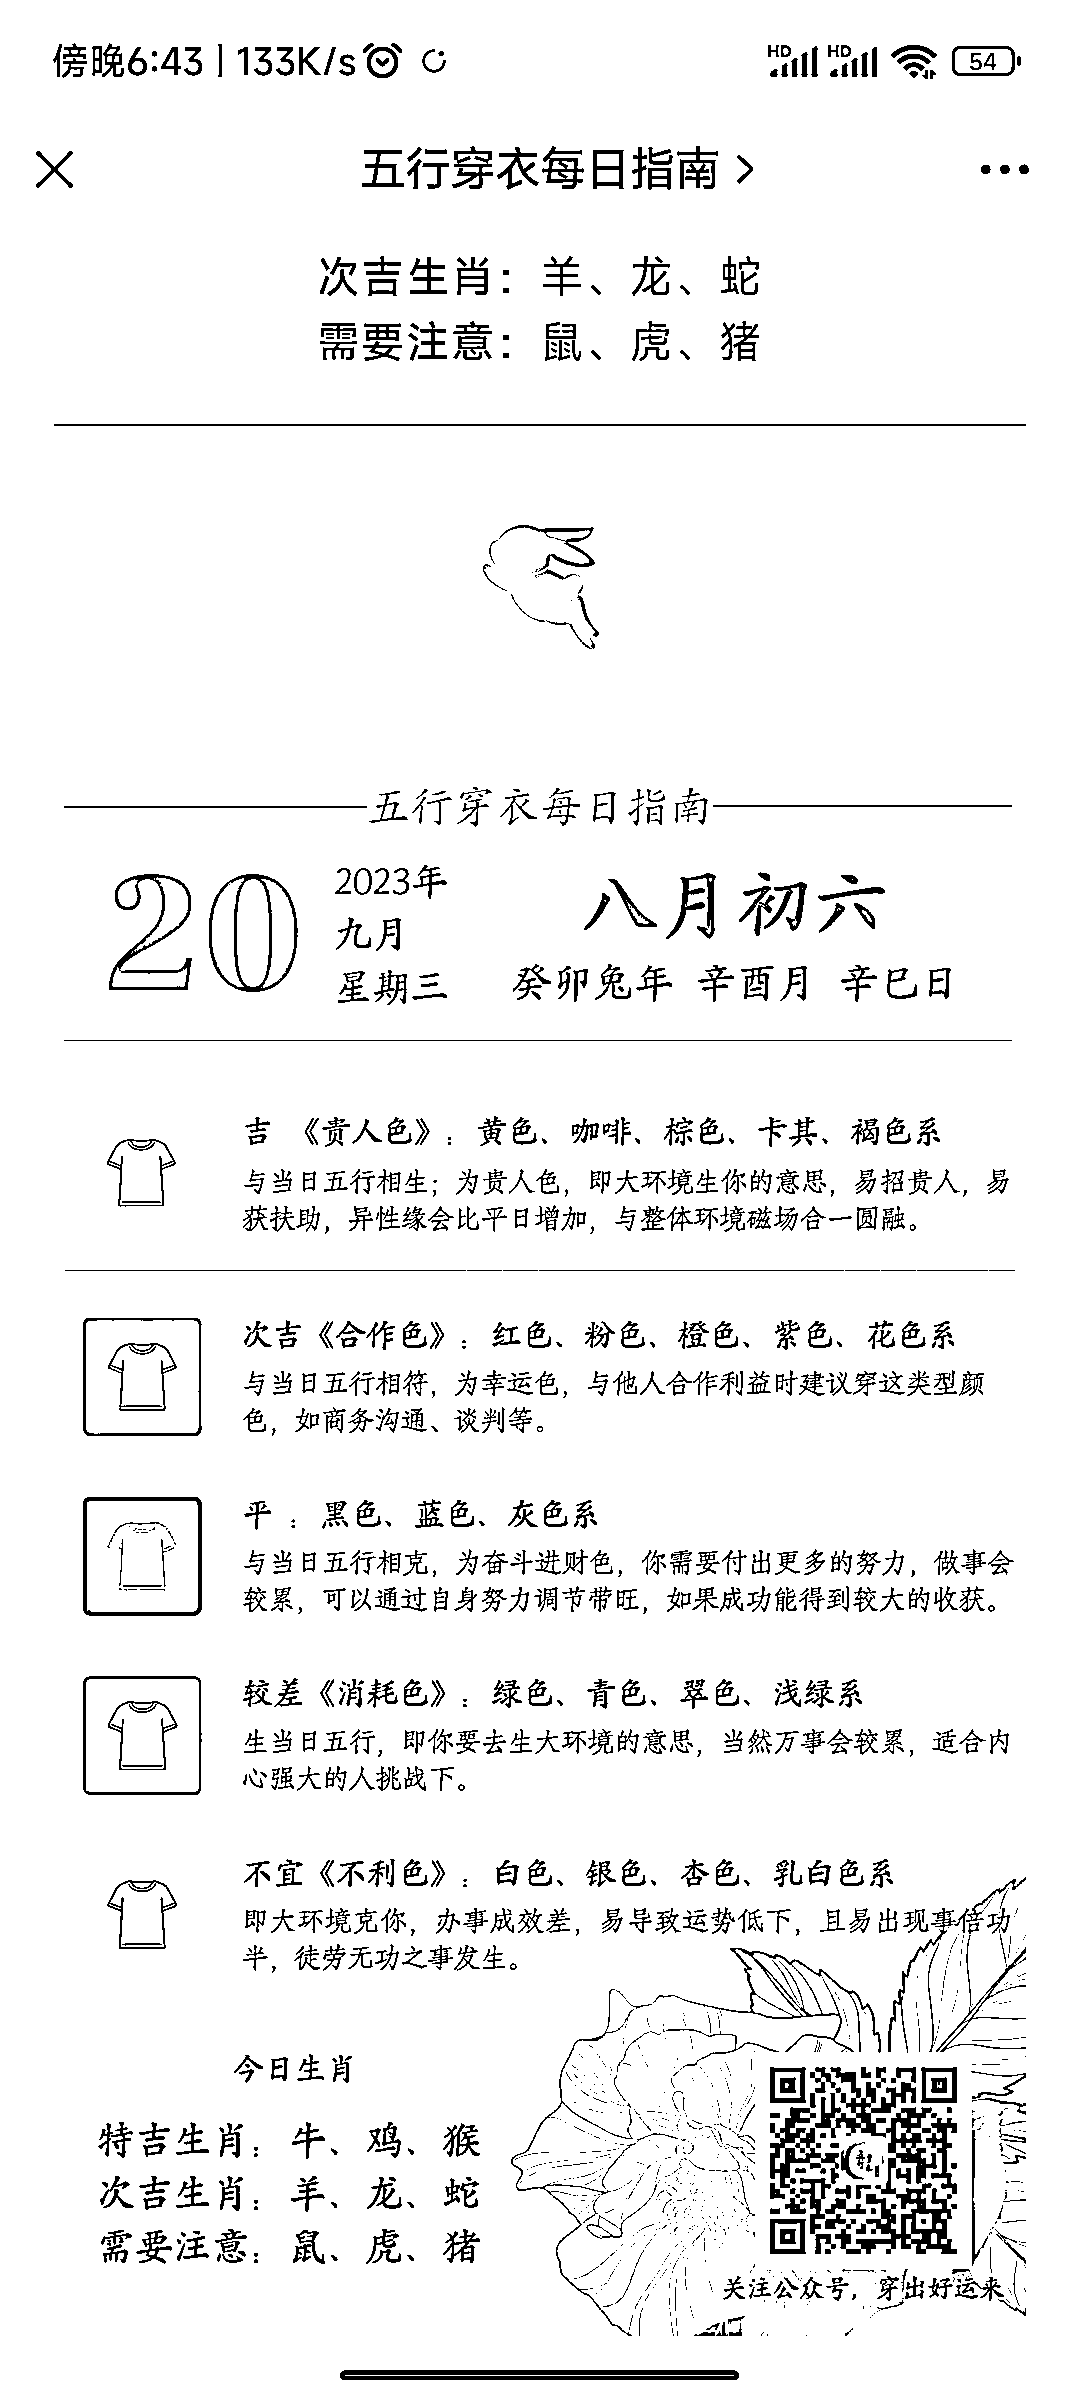 傍晚6:43 | 133K/s
HD HD 54
五行穿衣每日指南
次吉生肖：羊、龙、蛇
需要注意：鼠、虎、猪
五行穿衣每日指南
20
2023年
九月
星期三
八月初六
癸卯兔年 辛酉月 辛巳日
吉 《贵人色》：黄色、咖啡、棕色、卡其、褐色系
与当日五行相生；为贵人色，即大环境生你的意思，易招贵人，易
获扶助，异性缘会比平日增加，与整体环境磁场合一圆融。
次吉《合作色》：红色、粉色、橙色、紫色、花色系
与当日五行相符，为幸运色，与他人合作利益时建议穿这类型颜
色，如商务沟通、谈判等。
平 ：黑色、蓝色、灰色系
与当日五行相克，为奋斗进财色，你需要付出更多的努力，做事会
较累，可以通过自身努力调节带旺，如果成功能得到较大的收获。
较差《消耗色》：绿色、青色、翠色、浅绿系
生当日五行，即你要去生大环境的意思，当然万事会较累，适合内
心强大的人挑战下。
不宜《不利色》：白色、银色、杏色、乳白色系
即大环境克你，办事成效差，易导致运势低下，且易出现事倍功
半，徒劳无功之事发生。
今日生肖
特吉生肖：牛、鸡、猴
次吉生肖：羊、龙、蛇
需要注意：鼠、虎、猪
关注公众号，穿出好运来